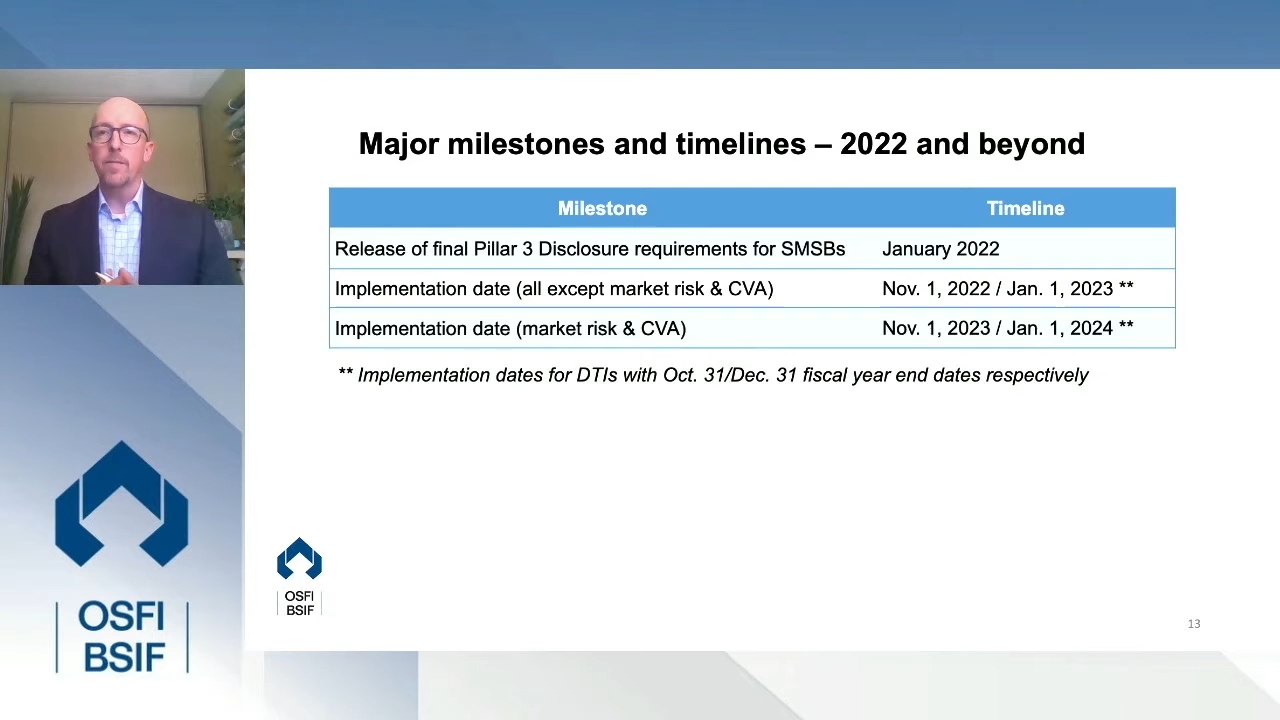 Major milestones and timelines – 2022 and beyond
Milestone Timeline
Release of final Pillar 3 Disclosure requirements for SMSBs January 2022
Implementation date (all except market risk & CVA) Nov. 1, 2022 / Jan. 1, 2023 **
Implementation date (market risk & CVA) Nov. 1, 2023 / Jan. 1, 2024 **
** Implementation dates for DTIs with Oct. 31/Dec. 31 fiscal year end dates respectively
OSFI
BSIF
OSFI
BSIF
13